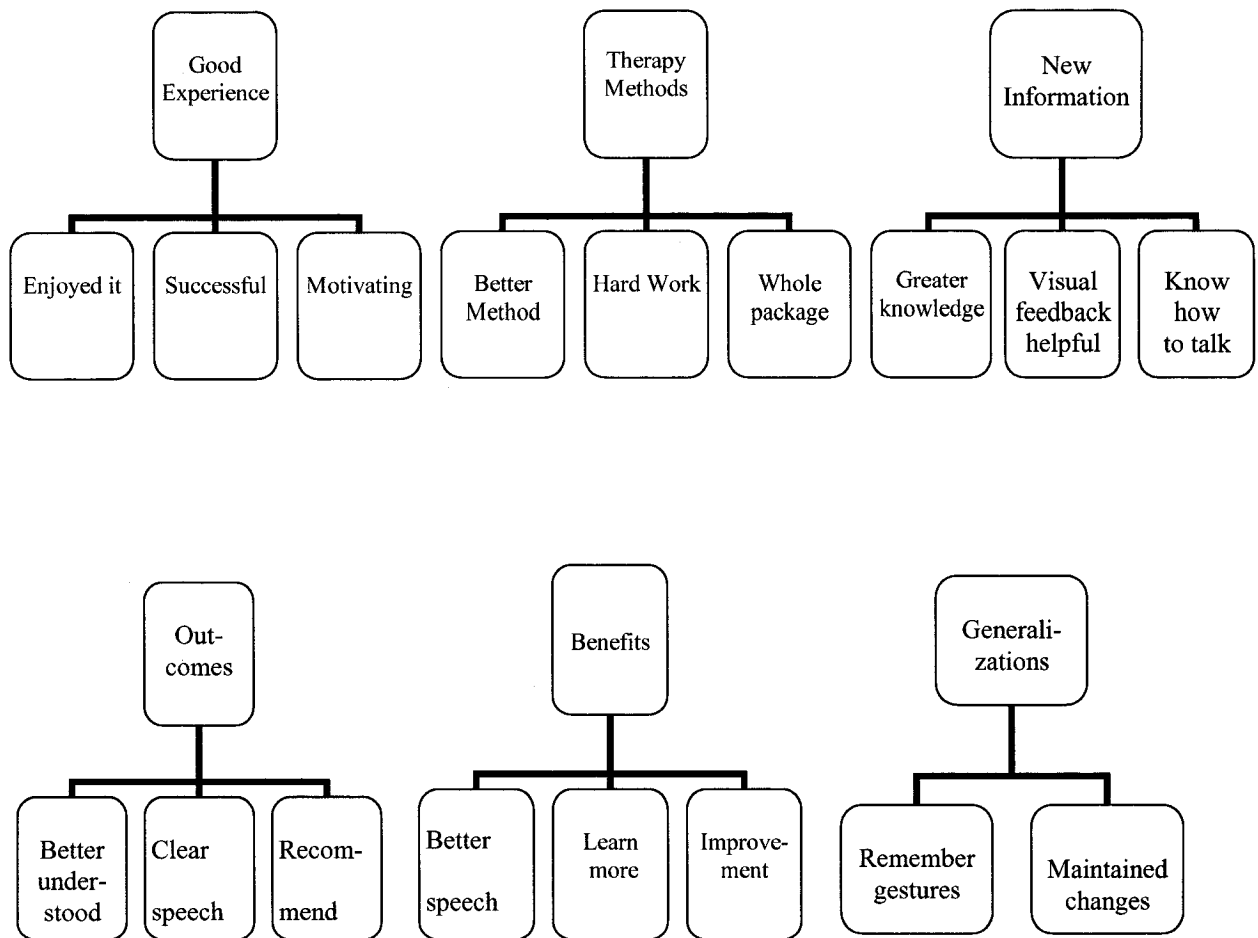 Good
Experience
Therapy
Methods
New
Information
Enjoyed it
Successful
Motivating
Better
Method
Hard Work
Whole
package
Greater
knowledge
Visual
feedback
helpful
Know
how
to talk
Out-
comes
Benefits
Generali-
zations
Better
under-
stood
Clear
speech
Recom-
mend
Better
speech
Learn
more
Improve-
ment
Remember
gestures
Maintained
changes